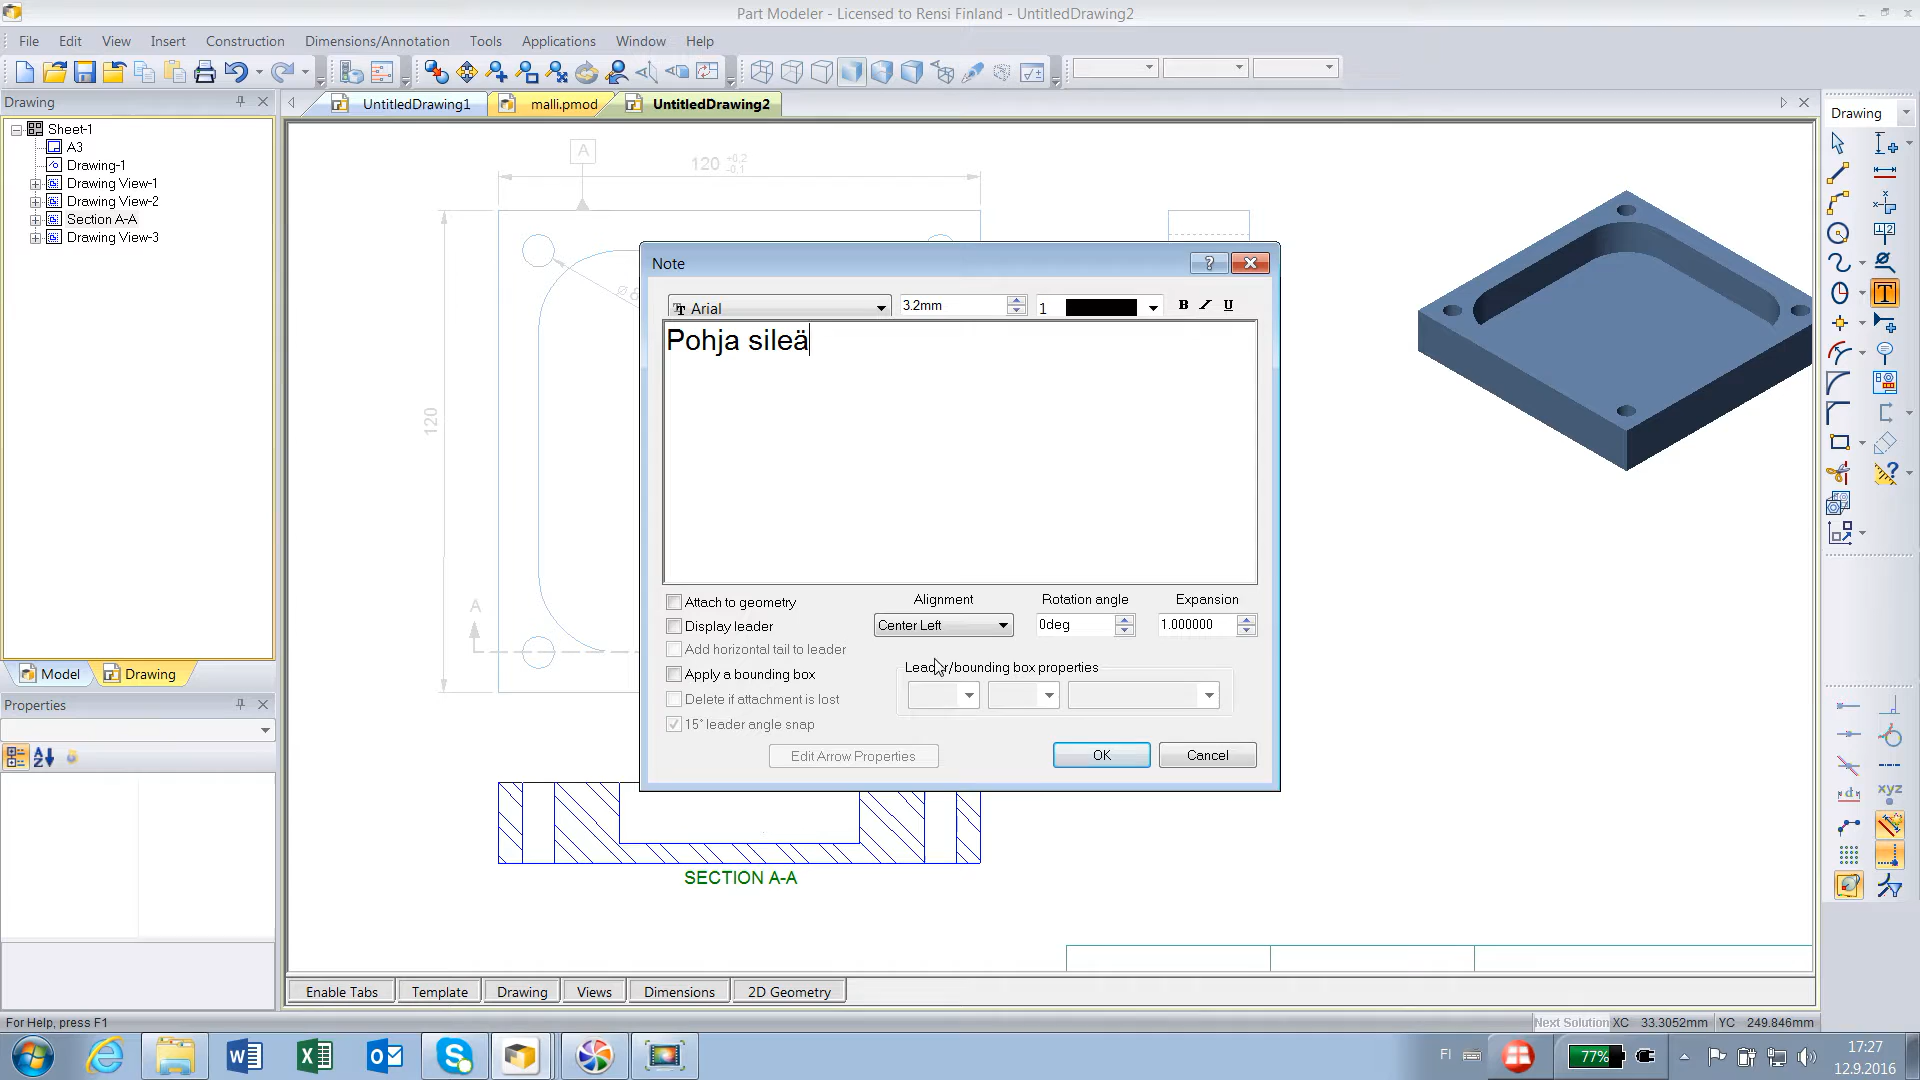 Part Modeler - Licensed to Rensi Finland - UntitledDrawing2
File Edit View Insert Construction Dimensions/Annotation Tools Applications Window Help
Drawing
UntitledDrawing1
malli.pmod
UntitledDrawing2
Drawing
Sheet-1
A3
Drawing-1
Drawing View-1
Drawing View-2
Section A-A
Drawing View-3
Model
Drawing
Properties
A
120 +0,2 -0,1
120
A
Note
Arial
3.2mm
1
B I U
Pohja sileä
Attach to geometry
Display leader
Add horizontal tail to leader
Apply a bounding box
Delete if attachment is lost
15° leader angle snap
Alignment
Center Left
Rotation angle
0deg
Expansion
1.000000
Leader/bounding box properties
Edit Arrow Properties
OK
Cancel
SECTION A-A
xyz
Enable Tabs
Template
Drawing
Views
Dimensions
2D Geometry
For Help, press F1
Next Solution XC 33.3052mm YC 249.846mm
FI
77%
17:27
12.9.2016